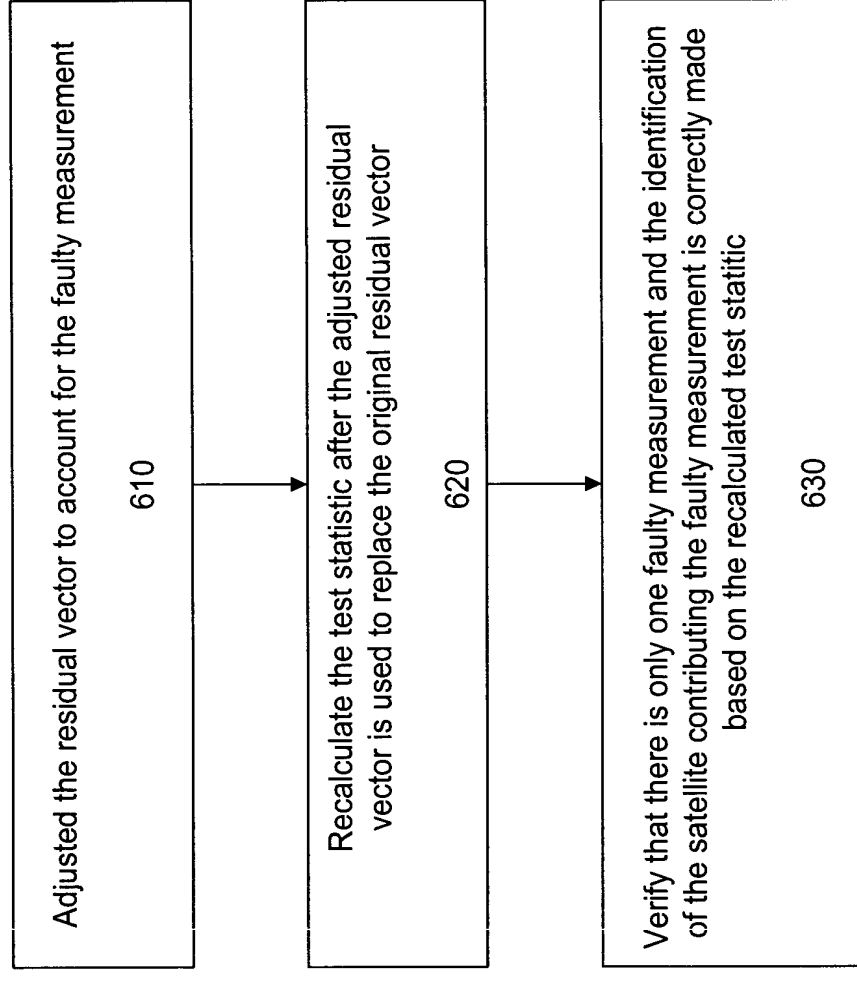 Adjusted the residual vector to account for the faulty measurement
610
Recalculate the test statistic after the adjusted residual
vector is used to replace the original residual vector
620
Verify that there is only one faulty measurement and the identification
of the satellite contributing the faulty measurement is correctly made
based on the recalculated test statitic
630